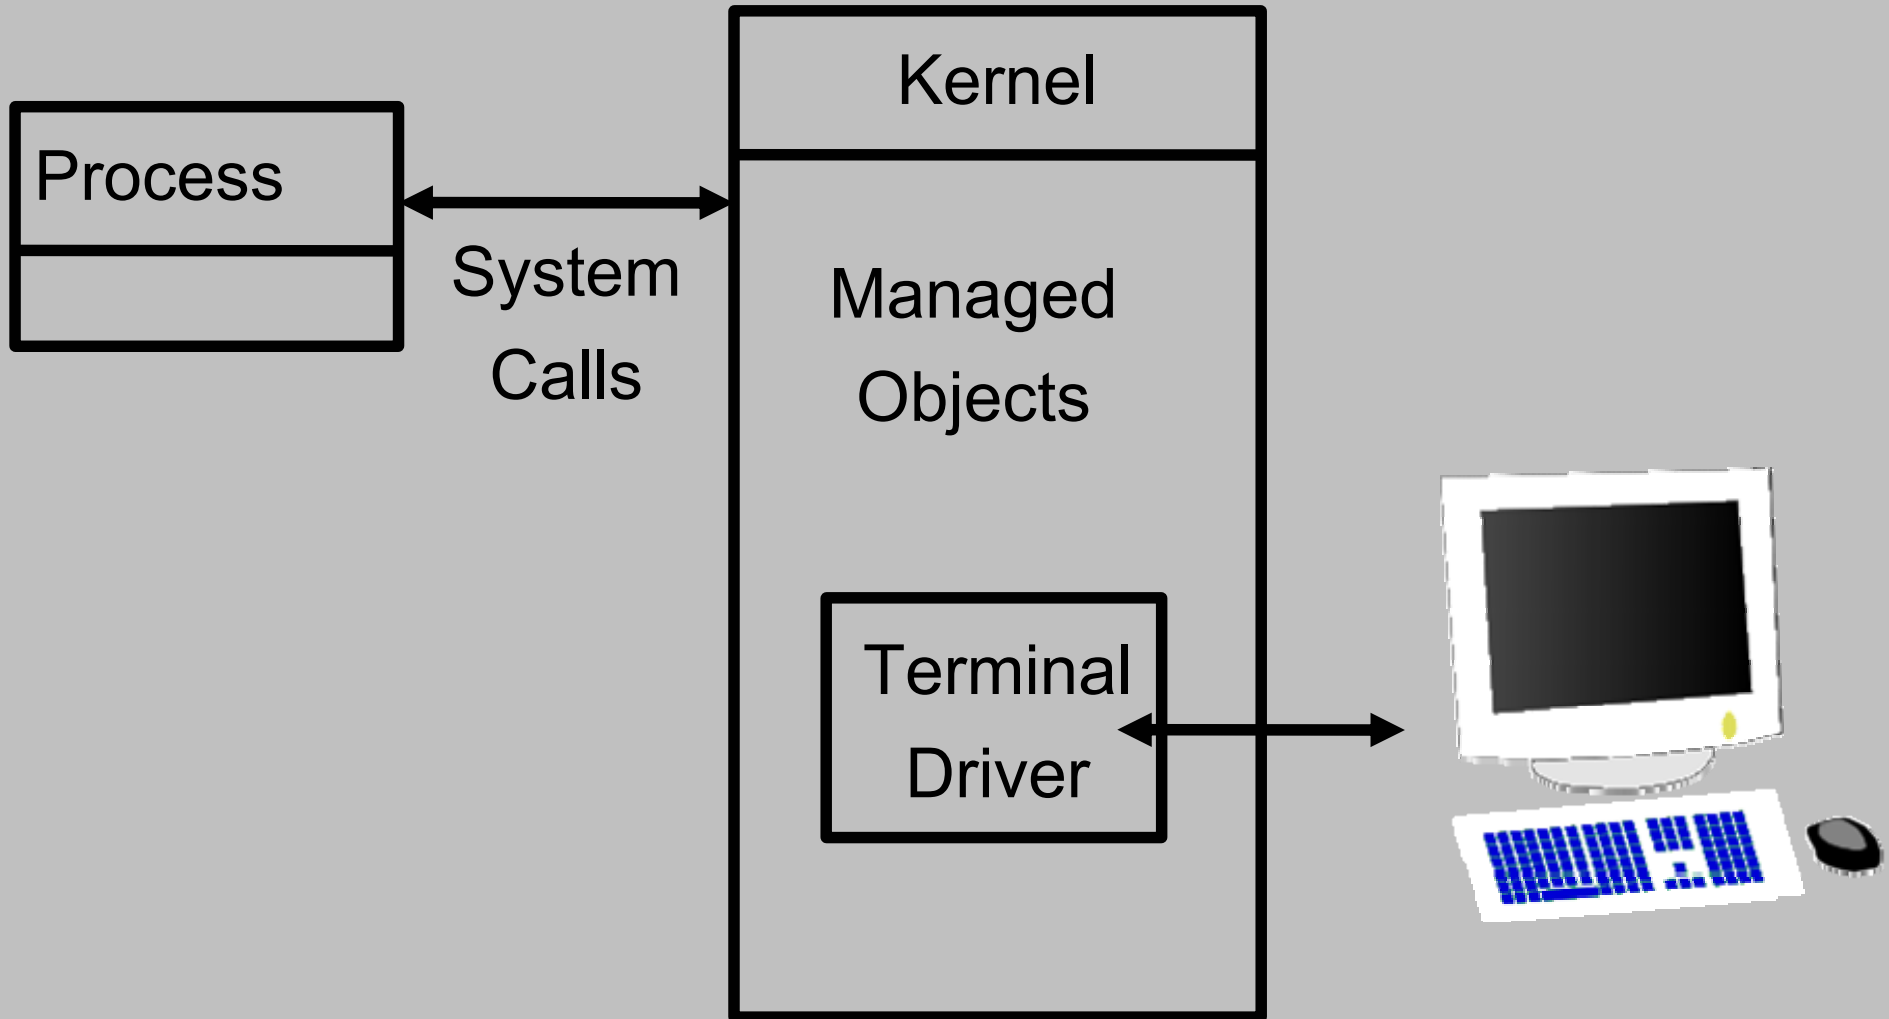 Kernel
Process
System
Calls
Managed
Objects
Terminal
Driver